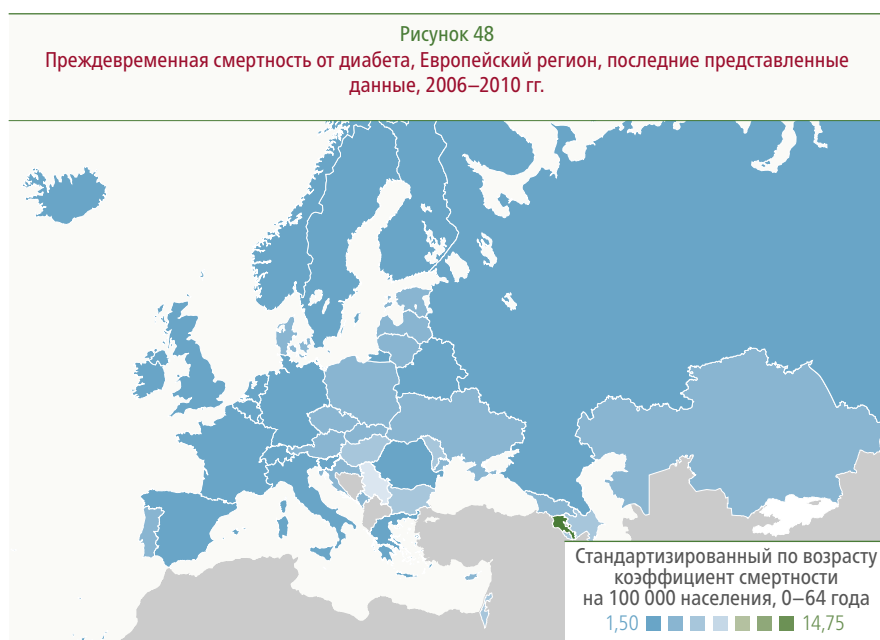 Рисунок 48
Преждевременная смертность от диабета, Европейский регион, последние представленные
данные, 2006–2010 гг.
Стандартизированный по возрасту
коэффициент смертности
на 100 000 населения, 0–64 года
1,50 14,75